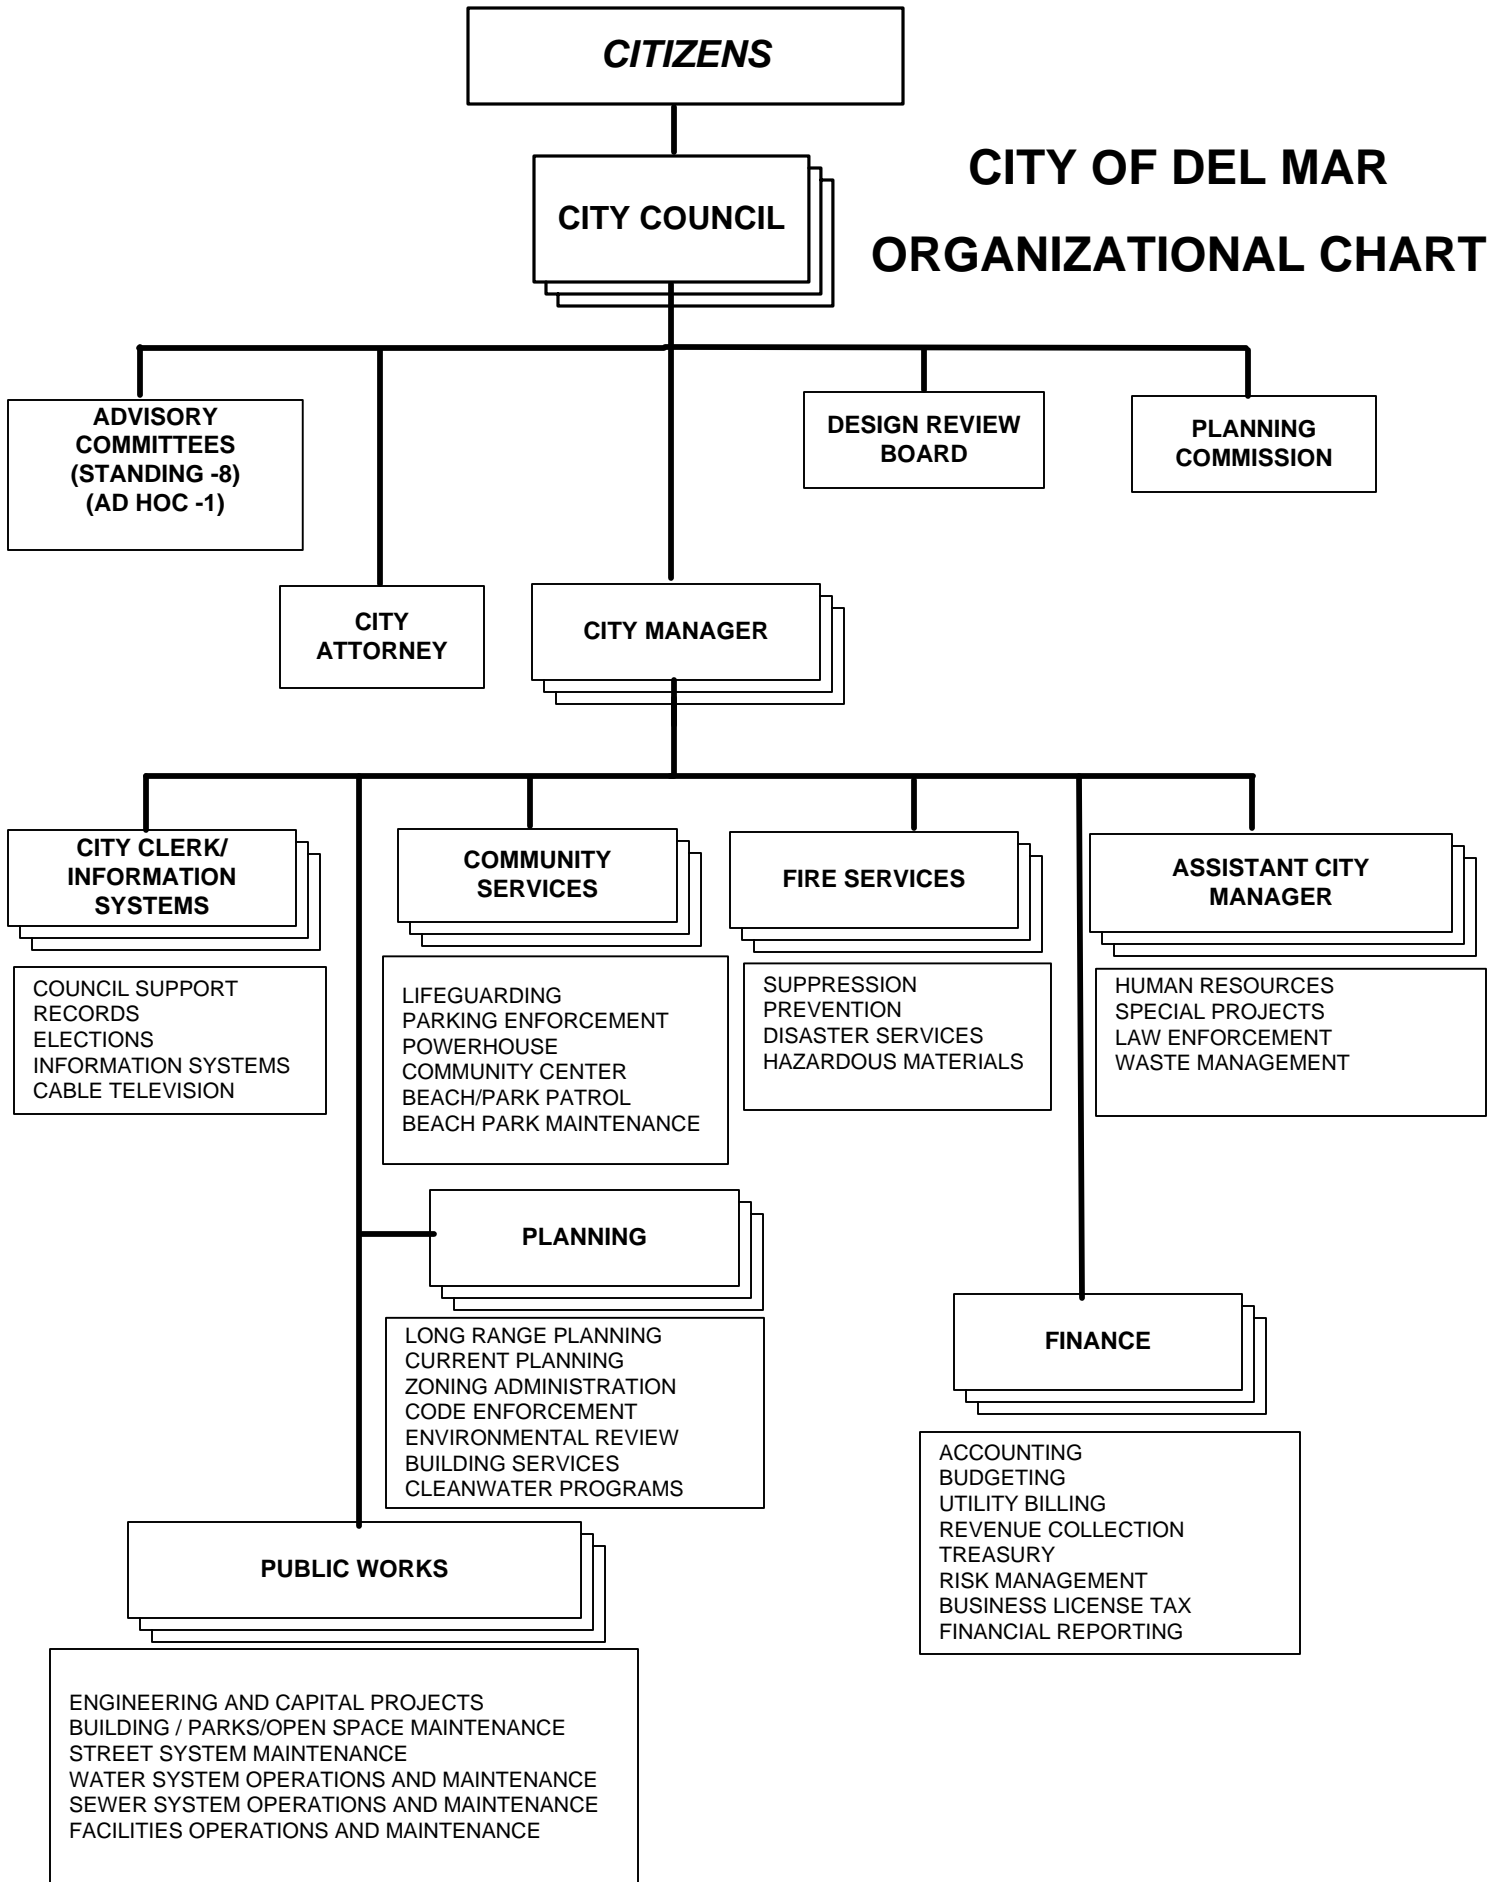 CITIZENS
CITY OF DEL MAR
ORGANIZATIONAL CHART
CITY COUNCIL
ADVISORY
COMMITTEES
(STANDING -8)
(AD HOC -1)
DESIGN REVIEW
BOARD
PLANNING
COMMISSION
CITY
ATTORNEY
CITY MANAGER
CITY CLERK/
INFORMATION
SYSTEMS
COUNCIL SUPPORT
RECORDS
ELECTIONS
INFORMATION SYSTEMS
CABLE TELEVISION
COMMUNITY
SERVICES
LIFEGUARDING
PARKING ENFORCEMENT
POWERHOUSE
COMMUNITY CENTER
BEACH/PARK PATROL
BEACH PARK MAINTENANCE
FIRE SERVICES
SUPPRESSION
PREVENTION
DISASTER SERVICES
HAZARDOUS MATERIALS
ASSISTANT CITY
MANAGER
HUMAN RESOURCES
SPECIAL PROJECTS
LAW ENFORCEMENT
WASTE MANAGEMENT
PLANNING
LONG RANGE PLANNING
CURRENT PLANNING
ZONING ADMINISTRATION
CODE ENFORCEMENT
ENVIRONMENTAL REVIEW
BUILDING SERVICES
CLEANWATER PROGRAMS
FINANCE
ACCOUNTING
BUDGETING
UTILITY BILLING
REVENUE COLLECTION
TREASURY
RISK MANAGEMENT
BUSINESS LICENSE TAX
FINANCIAL REPORTING
PUBLIC WORKS
ENGINEERING AND CAPITAL PROJECTS
BUILDING / PARKS/OPEN SPACE MAINTENANCE
STREET SYSTEM MAINTENANCE
WATER SYSTEM OPERATIONS AND MAINTENANCE
SEWER SYSTEM OPERATIONS AND MAINTENANCE
FACILITIES OPERATIONS AND MAINTENANCE